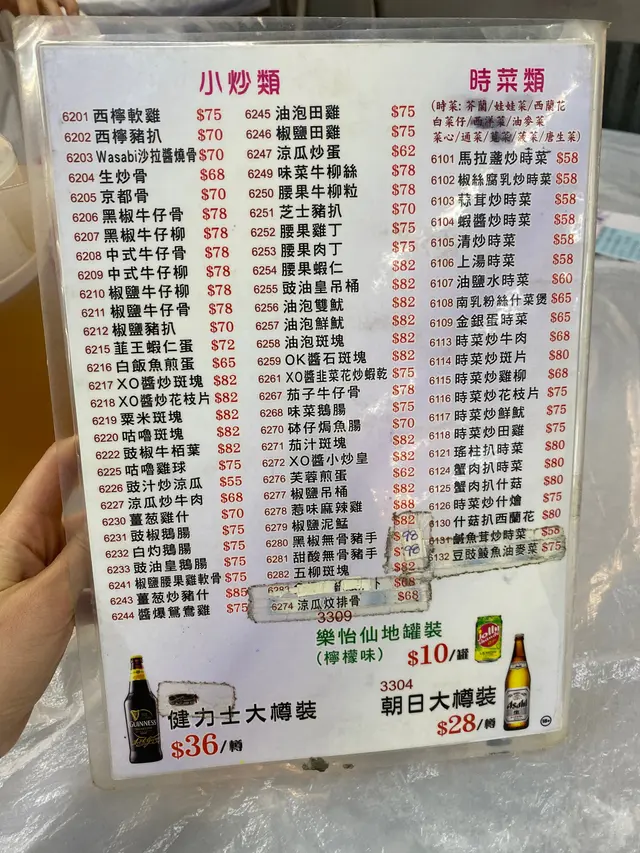 小炒類
6201 西檸軟雞 $75
6202 西檸豬扒 $70
6203 Wasabi沙拉醬燒骨 $70
6204 生炒骨 $68
6205 京都骨 $70
6206 黑椒牛仔骨 $78
6207 黑椒牛仔柳 $78
6208 中式牛仔骨 $78
6209 中式牛仔柳 $78
6210 椒鹽牛仔柳 $78
6211 椒鹽牛仔骨 $78
6212 椒鹽豬扒 $70
6215 韮王蝦仁蛋 $72
6216 白飯魚煎蛋 $65
6217 XO醬炒斑塊 $82
6218 XO醬炒花枝片 $82
6219 粟米斑塊 $82
6220 咕嚕斑塊 $82
6222 豉椒牛栢葉 $82
6225 咕嚕雞球 $75
6226 豉汁炒涼瓜 $55
6227 涼瓜炒牛肉 $68
6230 薑葱雞什 $70
6231 豉椒鵝腸 $75
6232 白灼鵝腸 $75
6233 豉油皇鵝腸 $75
6241 椒鹽腰果雞軟骨 $75
6243 薑葱炒豬什 $85
6244 醬爆鴛鴦雞 $75
6245 油泡田雞 $75
6246 椒鹽田雞 $75
6247 涼瓜炒蛋 $62
6249 味菜牛柳絲 $78
6250 腰果牛柳粒 $78
6251 芝士豬扒 $70
6252 腰果雞丁 $75
6253 腰果肉丁 $75
6254 腰果蝦仁 $82
6255 豉油皇吊桶 $82
6256 油泡雙魷 $82
6257 油泡鮮魷 $82
6258 油泡斑塊 $82
6259 OK醬石斑塊 $82
6261 XO醬韭菜花炒蝦乾 $75
6267 茄子牛仔骨 $78
6268 味菜鵝腸 $75
6270 砵仔焗魚腸 $70
6271 茄汁斑塊 $82
6272 XO醬小炒皇 $82
6276 芙蓉煎蛋 $62
6277 椒鹽吊桶 $82
6278 惹味麻辣雞 $88
6279 椒鹽泥鯭
6280 黑椒無骨豬手 $98
6281 甜酸無骨豬手 $98
6282 五柳斑塊
$68
6274 涼瓜炆排骨 $68
時菜類
(時菜: 芥蘭/娃娃菜/西蘭花
白菜仔/西洋菜/油麥菜
菜心/通菜/莧菜/菠菜/唐生菜)
6101 馬拉盞炒時菜 $58
6102 椒絲腐乳炒時菜 $58
6103 蒜茸炒時菜 $58
6104 蝦醬炒時菜 $58
6105 清炒時菜 $58
6106 上湯時菜 $58
6107 油鹽水時菜 $60
6108 南乳粉絲什菜煲 $65
6109 金銀蛋時菜 $65
6113 時菜炒牛肉 $68
6114 時菜炒斑片 $80
6115 時菜炒雞柳 $68
6116 時菜炒花枝片 $75
6117 時菜炒鮮魷 $75
6118 時菜炒田雞 $75
6121 瑤柱扒時菜 $80
6124 蟹肉扒時菜 $80
6125 蟹肉扒什菇 $80
6126 時菜炒什燴 $75
6130 什菇扒西蘭花 $80
6131 鹹魚茸炒時菜 $58
6132 豆豉鯪魚油麥菜 $75
3309
樂怡仙地罐裝
(檸檬味) $10/罐
Jolly
GUINNESS
健力士大樽裝
$36/樽
3304
朝日大樽裝
$28/樽
Asahi
18+